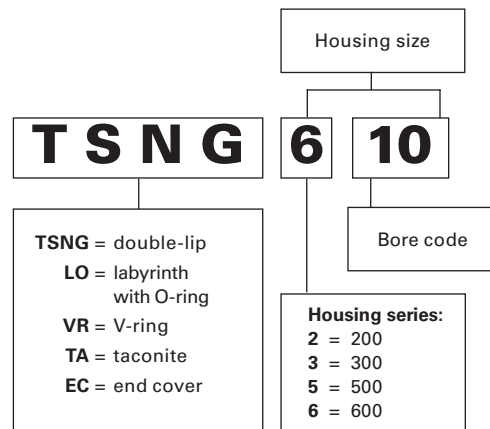 Housing size
T S N G 6 10
TSNG = double-lip
LO = labyrinth
with O-ring
VR = V-ring
TA = taconite
EC = end cover
Bore code
Housing series:
2 = 200
3 = 300
5 = 500
6 = 600